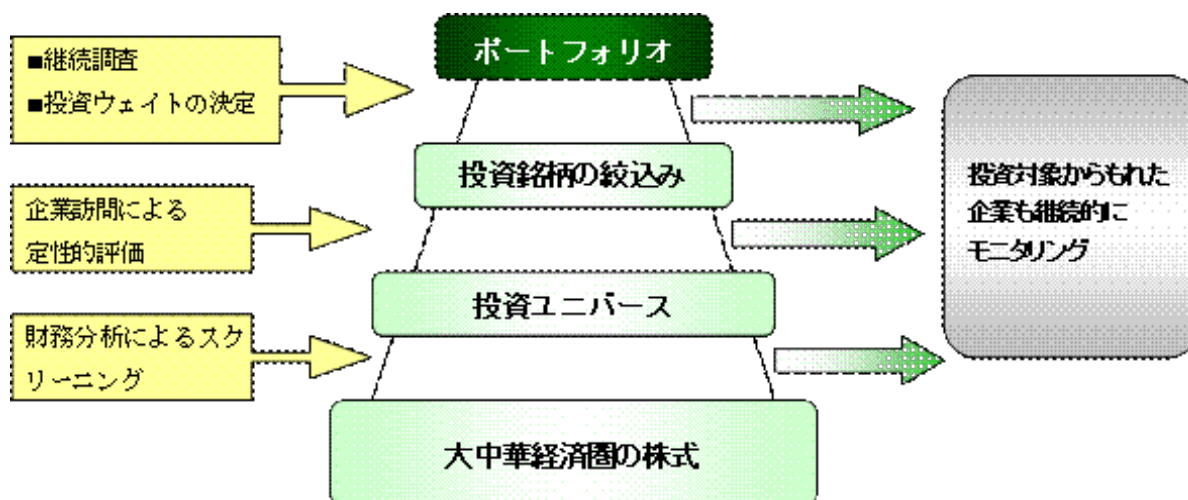 ポートフォリオ
■継続調査
■投資ウェイトの決定
投資銘柄の絞込み
企業訪問による
定性的評価
投資対象からもれた
企業も継続的に
モニタリング
投資ユニバース
財務分析によるスク
リーニング
大中華経済圏の株式